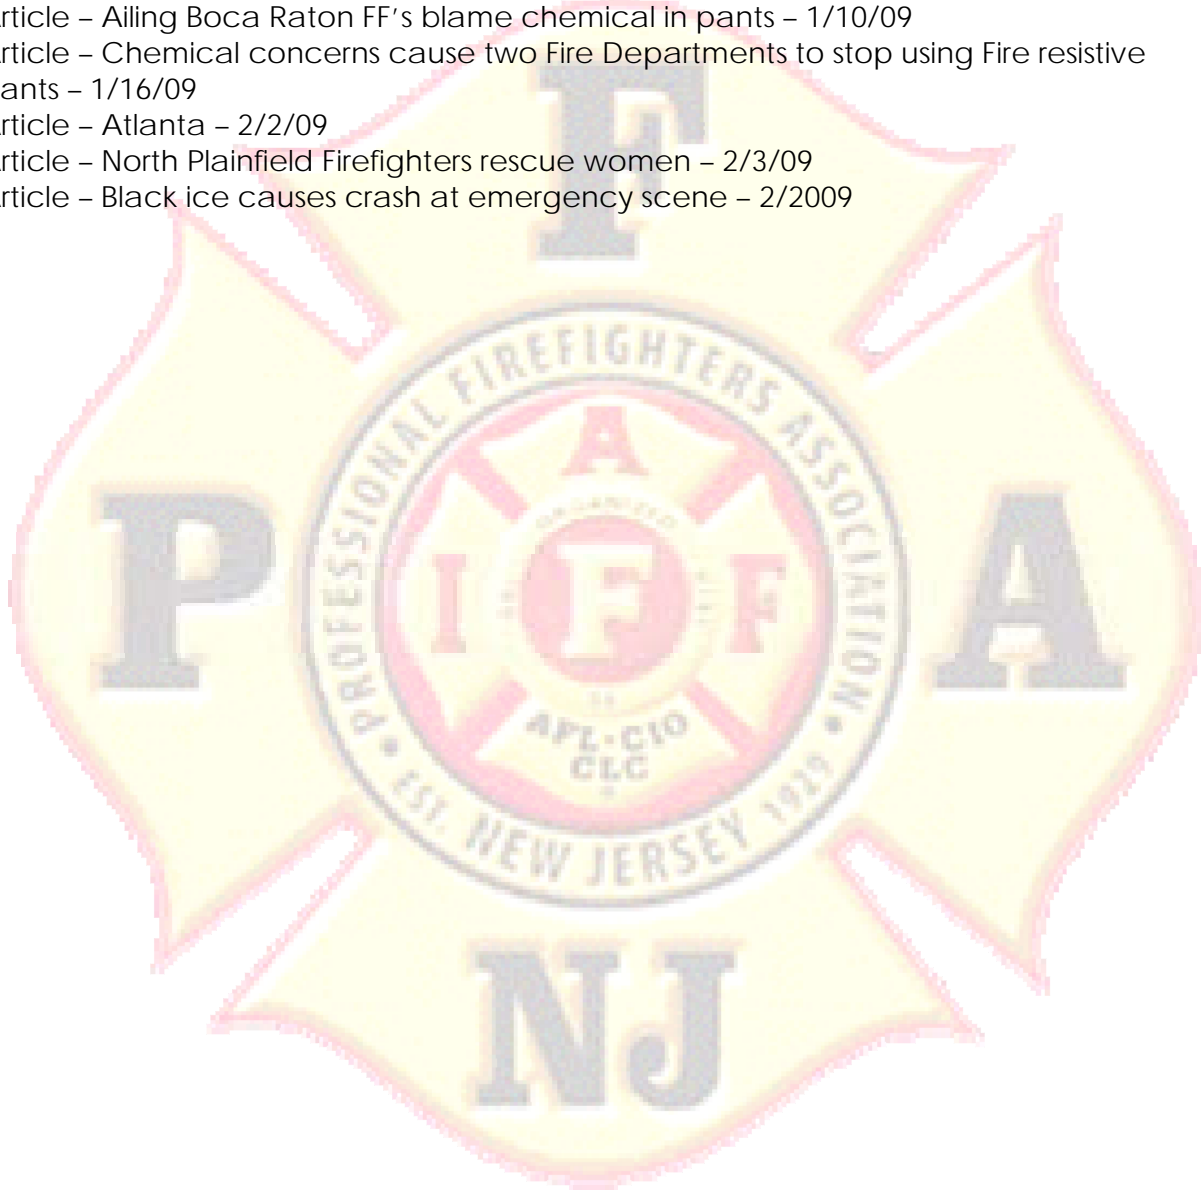 rticle – Ailing Boca Raton FF's blame chemical in pants – 1/10/09
rticle – Chemical concerns cause two Fire Departments to stop using Fire resistive
ants – 1/16/09
rticle – Atlanta – 2/2/09
rticle – North Plainfield Firefighters rescue women – 2/3/09
rticle – Black ice causes crash at emergency scene – 2/2009
F
PROFESSIONAL FIREFIGHTERS ASSOCIATION
A
ORGANIZED
P
I F F
A
AFL-CIO
CLC
EST. NEW JERSEY 1929
NJ